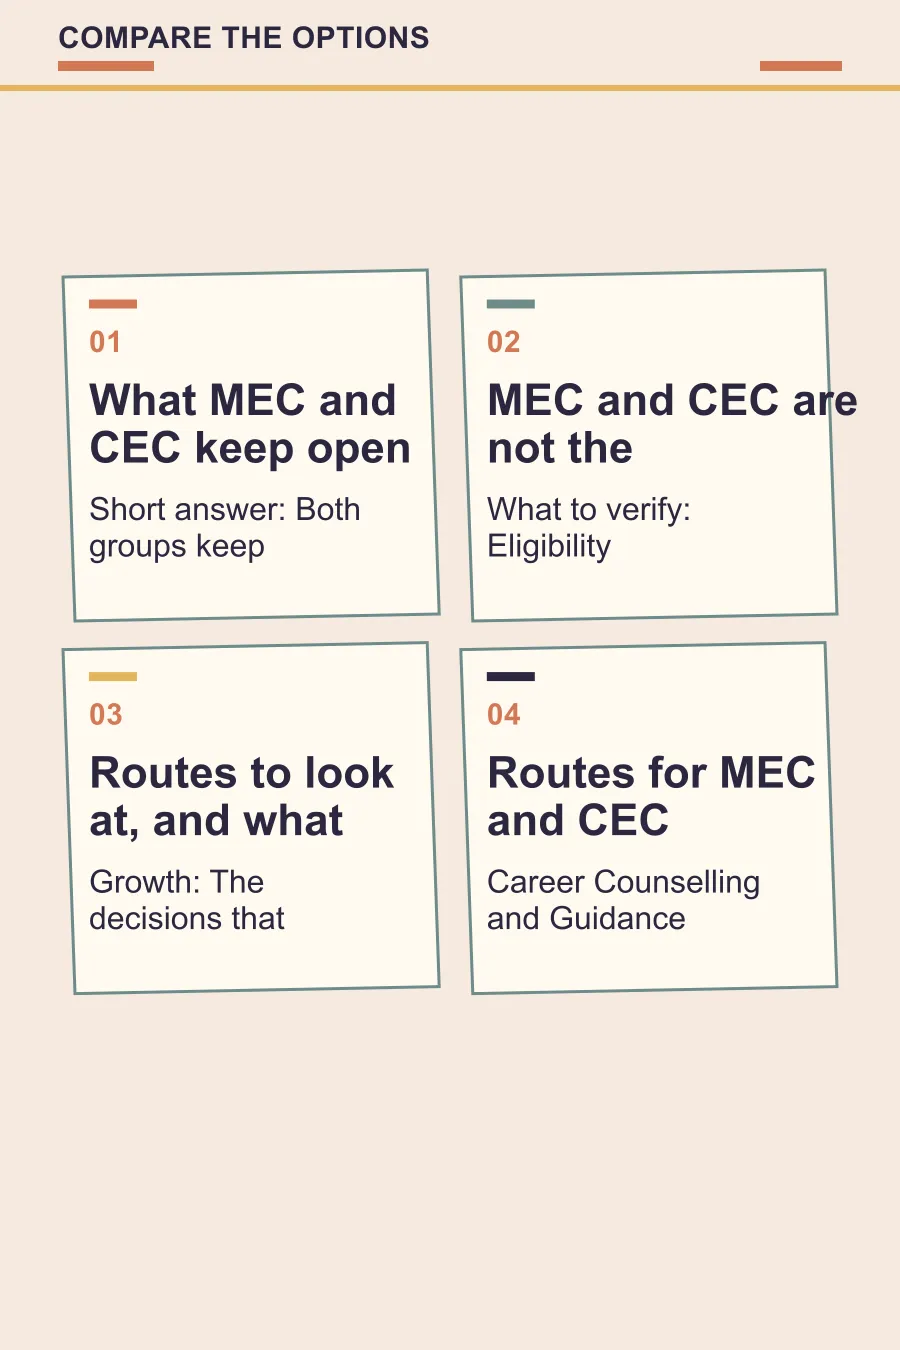 COMPARE THE OPTIONS
01
What MEC and
CEC keep open
Short answer: Both
groups keep
02
MEC and CEC are
not the
What to verify:
Eligibility
03
Routes to look
at, and what
Growth: The
decisions that
04
Routes for MEC
and CEC
Career Counselling
and Guidance